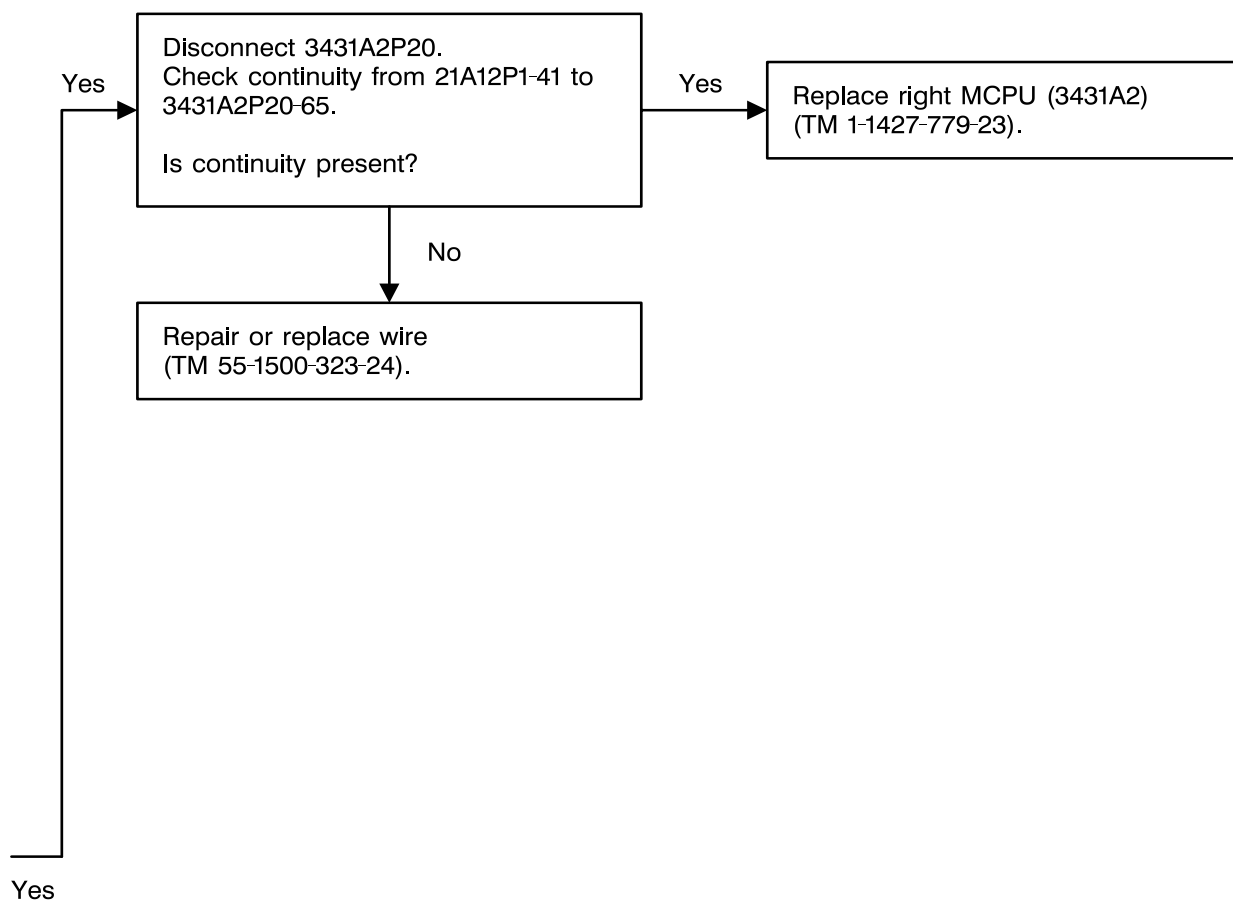 Yes
Disconnect 3431A2P20.
Check continuity from 21A12P1-41 to
3431A2P20-65.
Is continuity present?
Yes
Replace right MCPU (3431A2)
(TM 1-1427-779-23).
No
Repair or replace wire
(TM 55-1500-323-24).
Yes